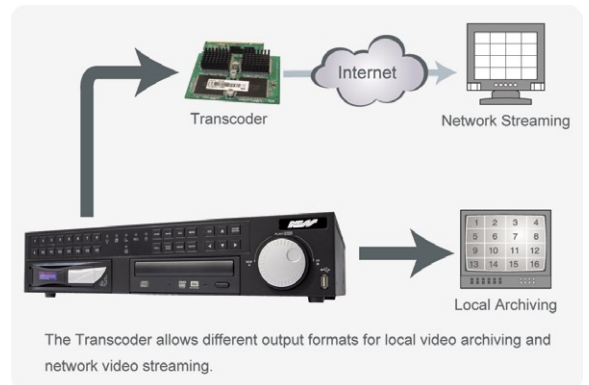 Internet
Transcoder
Network Streaming
1 2 3 4
5 6 7 8
9 10 11 12
13 14 15 16
Local Archiving
The Transcoder allows different output formats for local video archiving and
network video streaming.